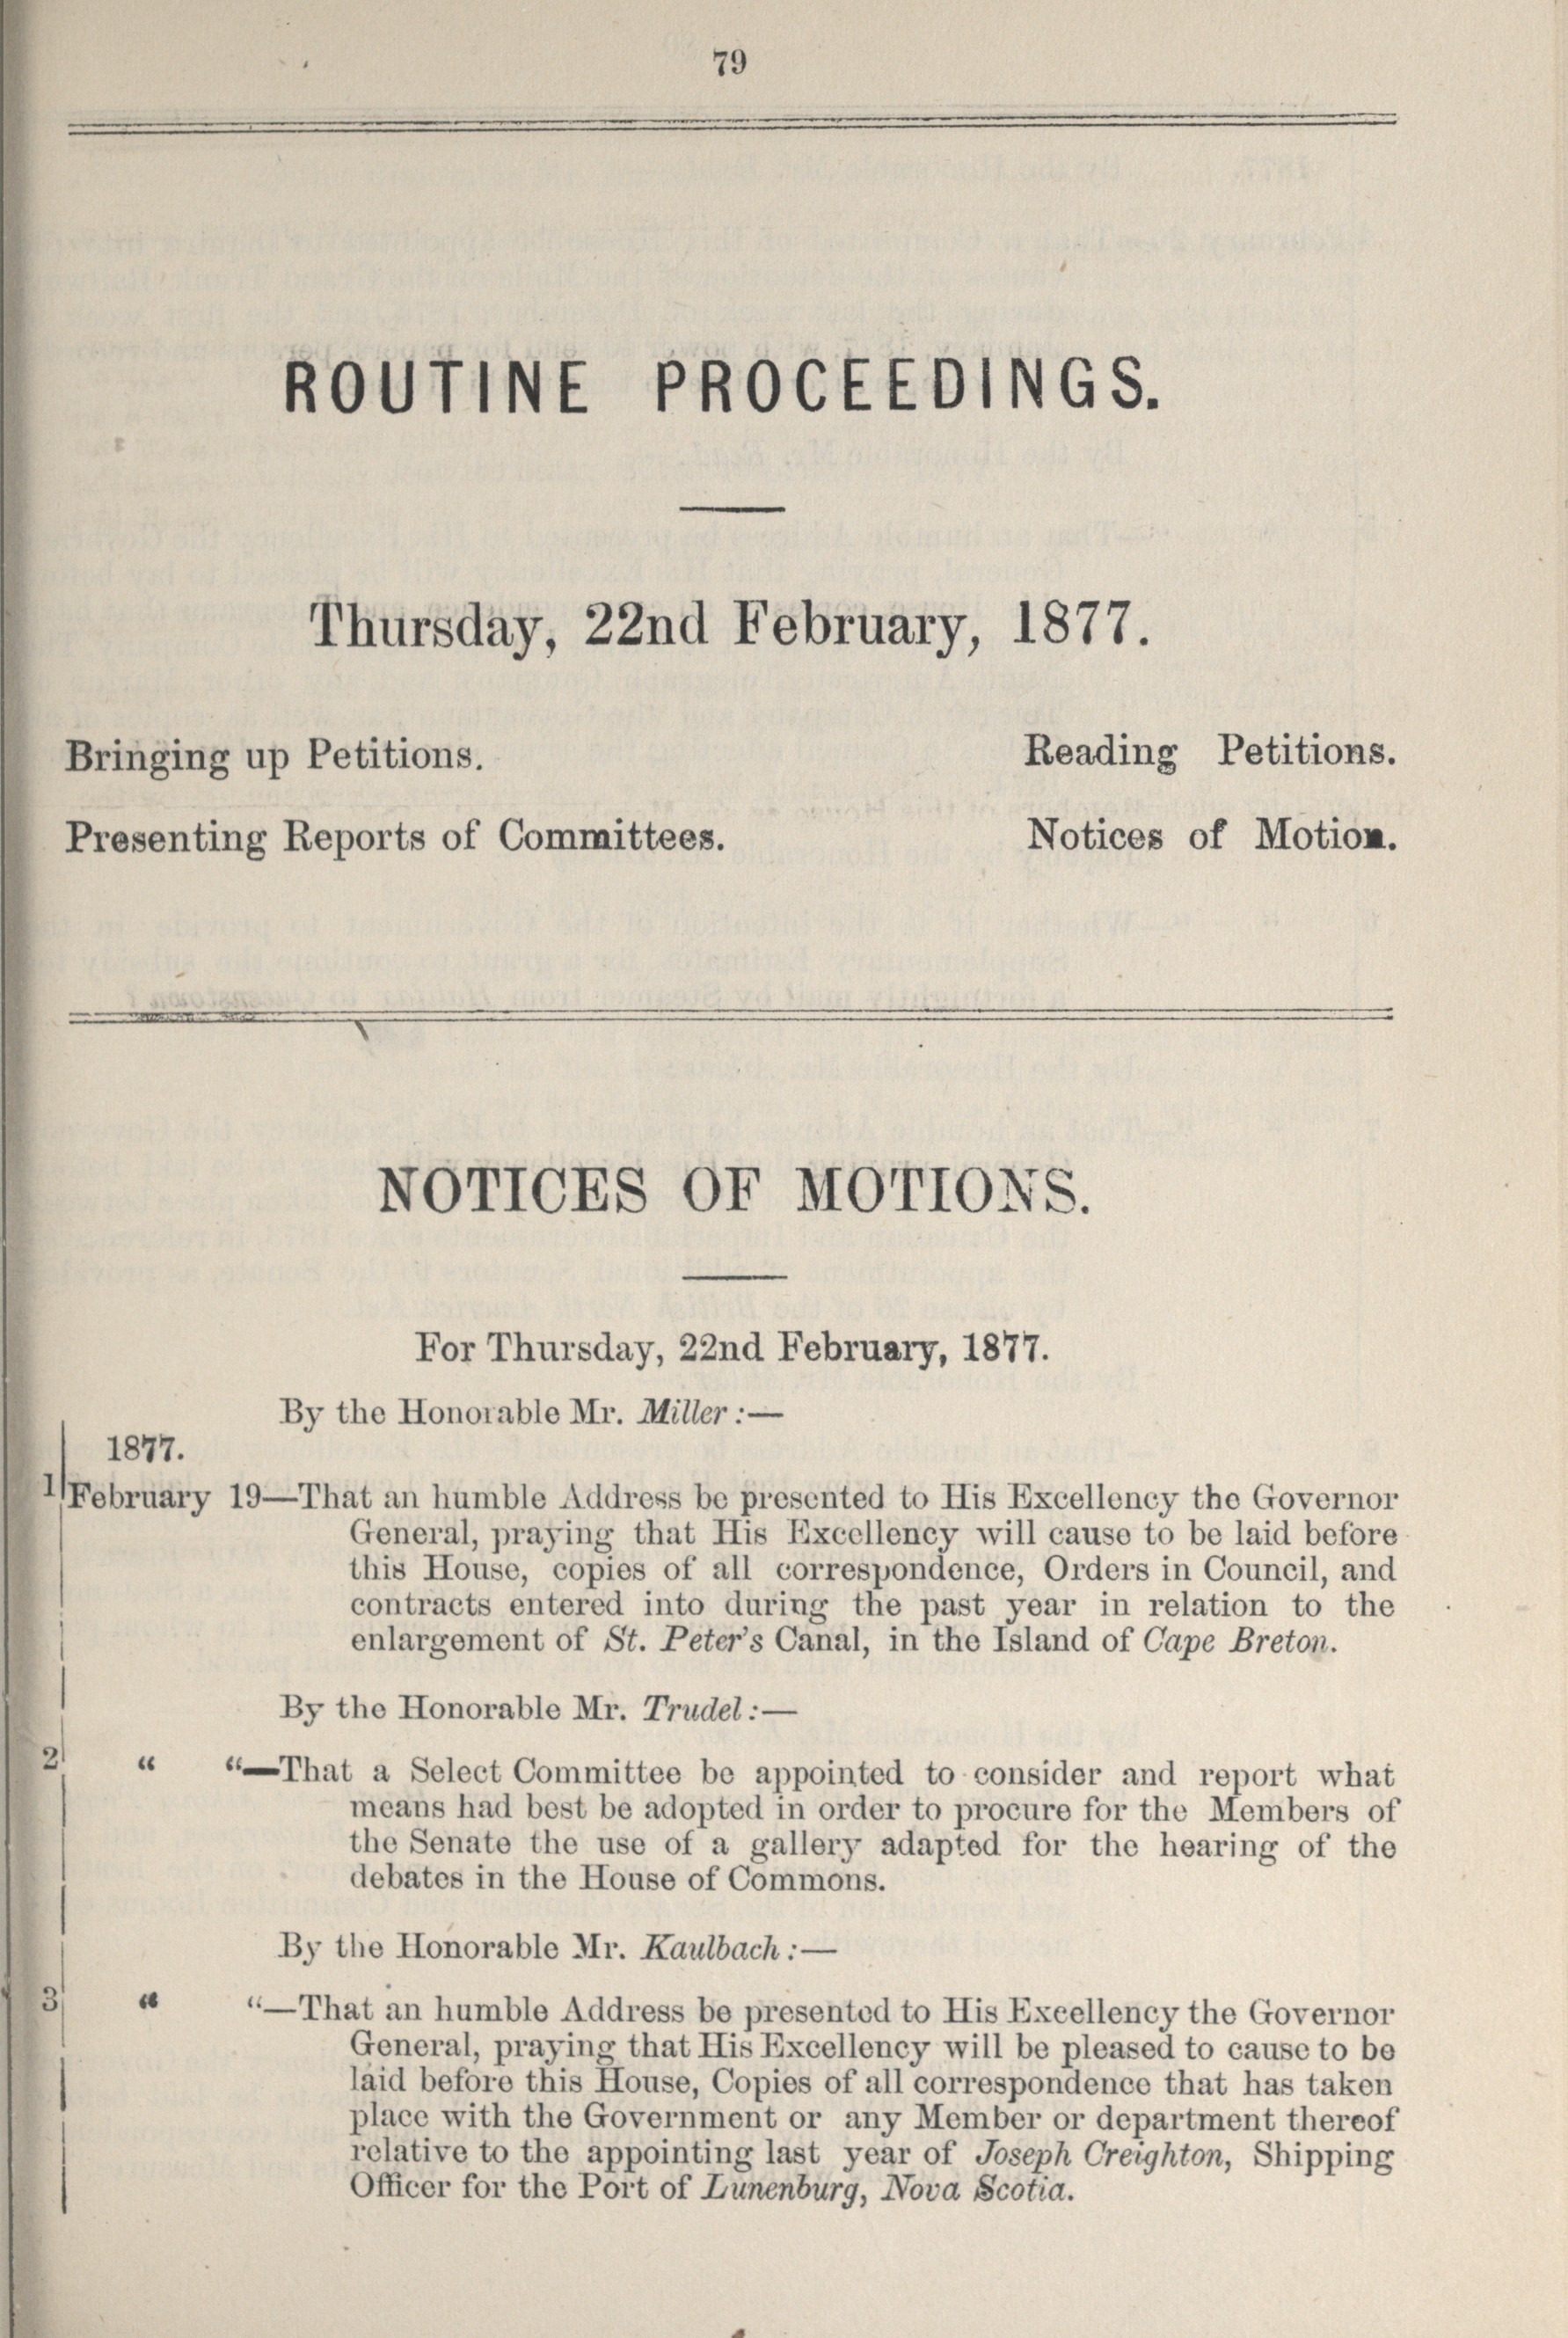 79
ROUTINE PROCEEDINGS.
Thursday, 22nd February, 1877.
Bringing up Petitions. Reading Petitions.
Presenting Reports of Committees. Notices of Motion.
NOTICES OF MOTIONS.
For Thursday, 22nd February, 1877.
By the Honorable Mr. Miller :—
1877.
1 February 19—That an humble Address be presented to His Excellency the Governor
General, praying that His Excellency will cause to be laid before
this House, copies of all correspondence, Orders in Council, and
contracts entered into during the past year in relation to the
enlargement of St. Peter's Canal, in the Island of Cape Breton.
By the Honorable Mr. Trudel :—
2 “ “—That a Select Committee be appointed to consider and report what
means had best be adopted in order to procure for the Members of
the Senate the use of a gallery adapted for the hearing of the
debates in the House of Commons.
By the Honorable Mr. Kaulbach :—
3 “ “—That an humble Address be presented to His Excellency the Governor
General, praying that His Excellency will be pleased to cause to be
laid before this House, Copies of all correspondence that has taken
place with the Government or any Member or department thereof
relative to the appointing last year of Joseph Creighton, Shipping
Officer for the Port of Lunenburg, Nova Scotia.